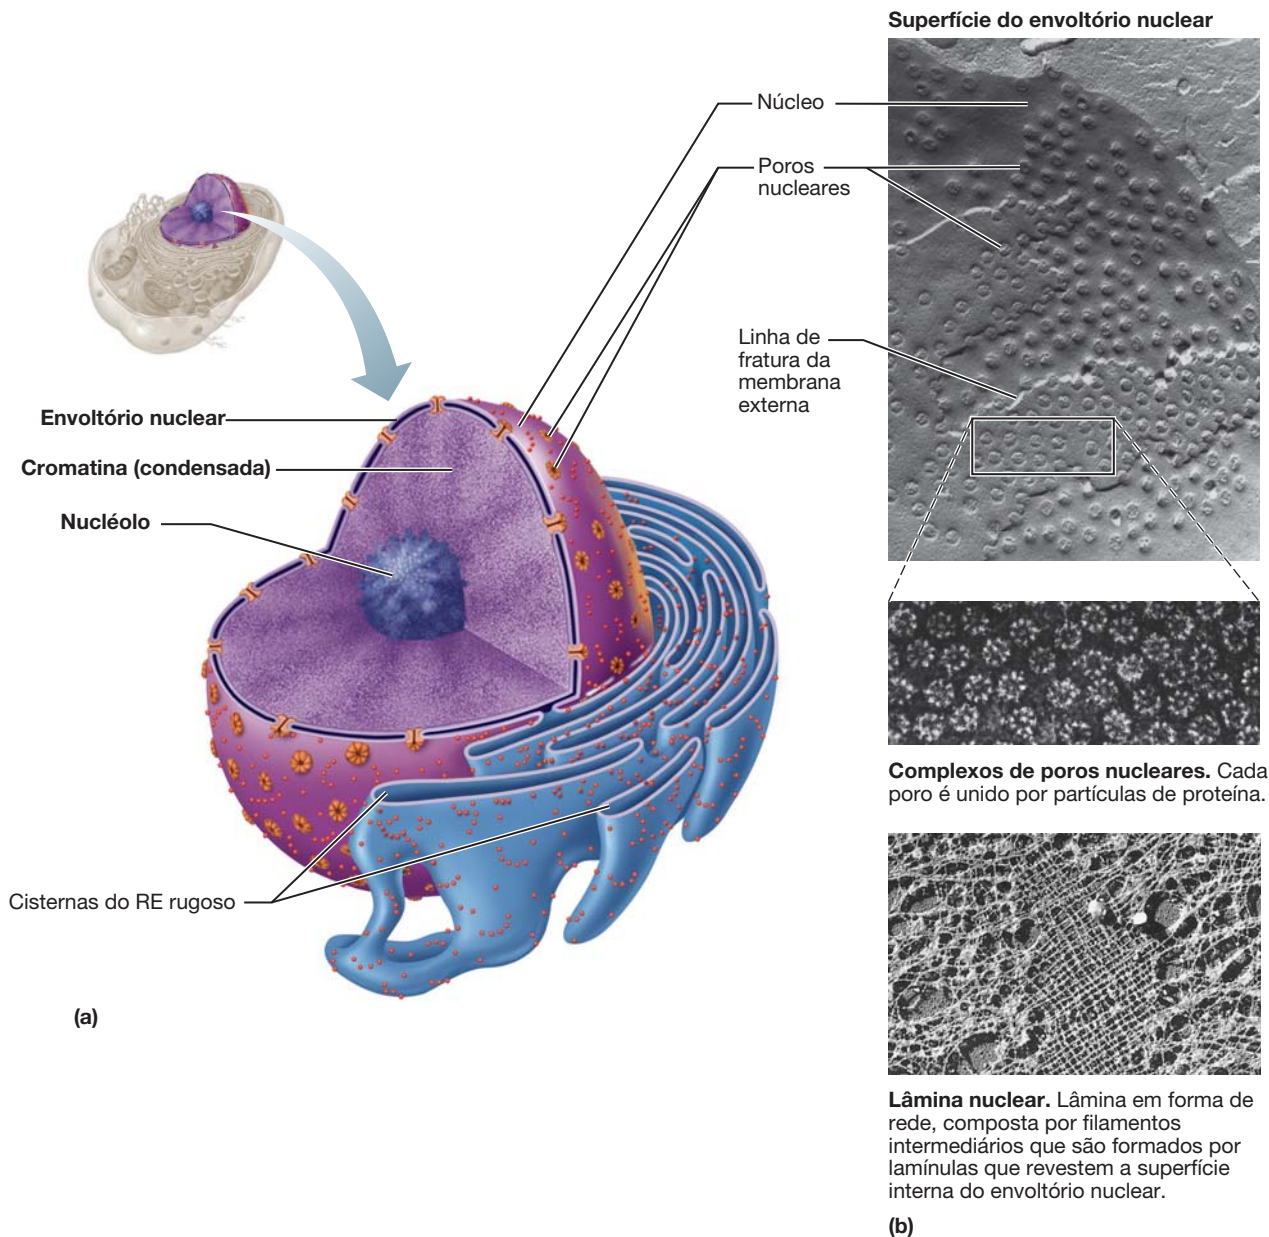 Superfície do envoltório nuclear
Núcleo
Poros
nucleares
Linha de
fratura da
membrana
externa
Envoltório nuclear
Cromatina (condensada)
Nucléolo
Cisternas do RE rugoso
(a)
Complexos de poros nucleares. Cada
poro é unido por partículas de proteína.
Lâmina nuclear. Lâmina em forma de
rede, composta por filamentos
intermediários que são formados por
lamínulas que revestem a superfície
interna do envoltório nuclear.
(b)